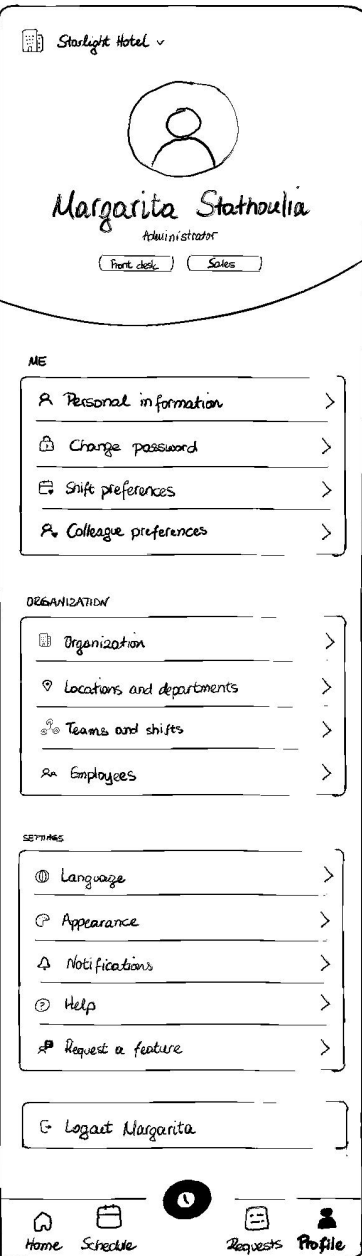 Starlight Hotel
Margarita Stathoulia
Administrator
Front desk Sales
ME
Personal information
Change password
Shift preferences
Colleague preferences
ORGANIZATION
Organization
Locations and departments
Teams and shifts
Employees
SETTINGS
Language
Appearance
Notifications
Help
Request a feature
Logout Margarita
Home Schedule Requests Profile